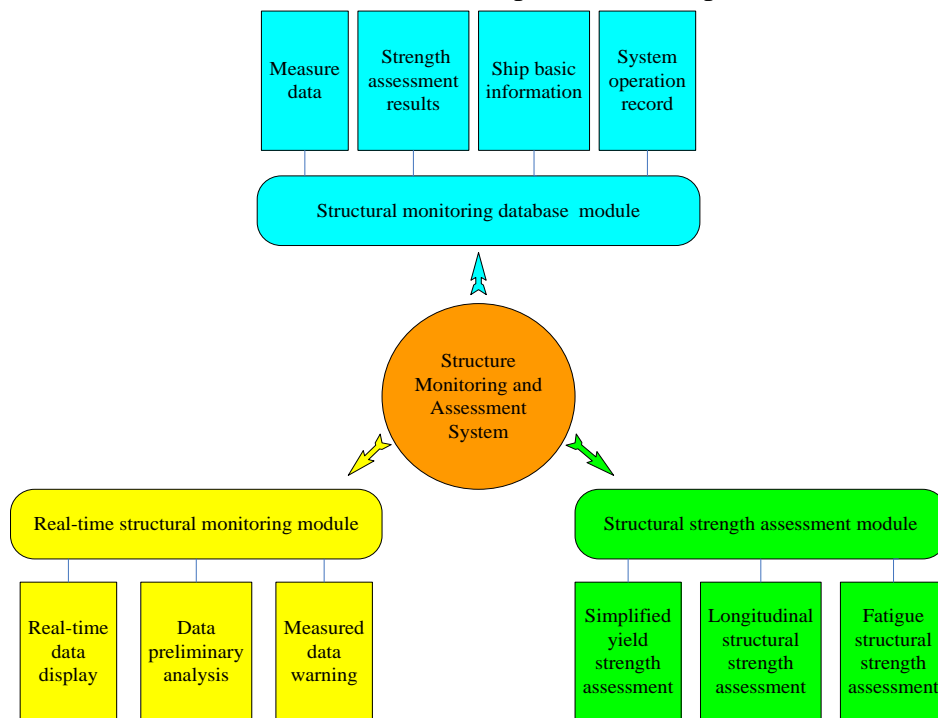 Measure
data
Strength
assessment
results
Ship basic
information
System
operation
record
Structural monitoring database module
Structure
Monitoring and
Assessment
System
Real-time structural monitoring module
Structural strength assessment module
Real-time
data
display
Data
preliminary
analysis
Measured
data
warning
Simplified
yield
strength
assessment
Longitudinal
structural
strength
assessment
Fatigue
structural
strength
assessment